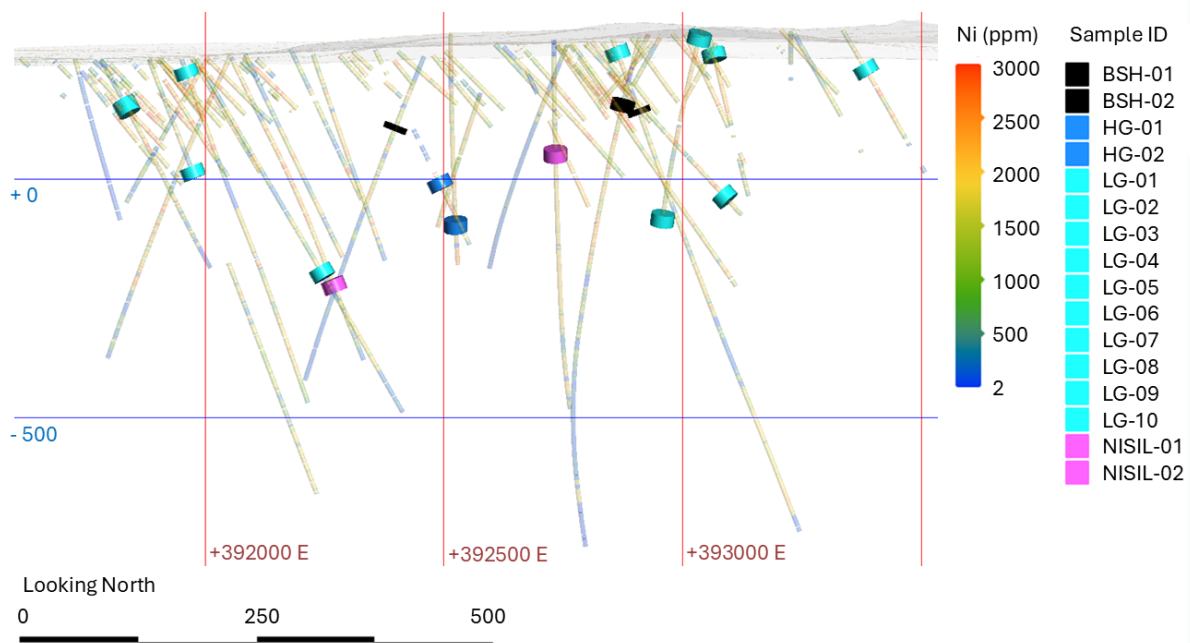 Ni (ppm)
3000
2500
2000
1500
1000
500
2
Sample ID
BSH-01
BSH-02
HG-01
HG-02
LG-01
LG-02
LG-03
LG-04
LG-05
LG-06
LG-07
LG-08
LG-09
LG-10
NISIL-01
NISIL-02
+ 0
- 500
+392000 E
+392500 E
+393000 E
Looking North
0
250
500